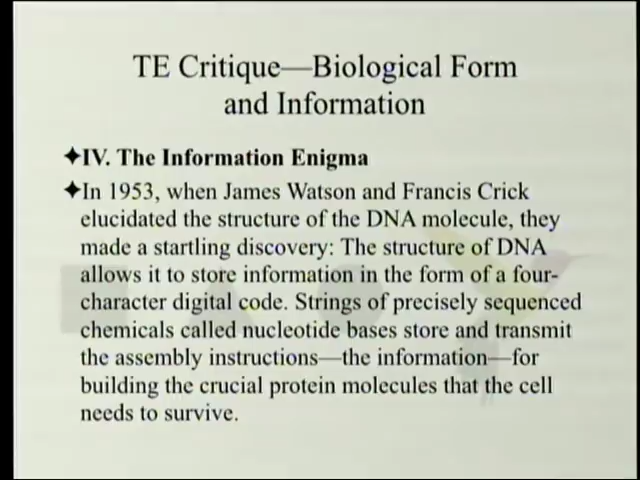 TE Critique—Biological Form
and Information
✦IV. The Information Enigma
✦In 1953, when James Watson and Francis Crick
elucidated the structure of the DNA molecule, they
made a startling discovery: The structure of DNA
allows it to store information in the form of a four-
character digital code. Strings of precisely sequenced
chemicals called nucleotide bases store and transmit
the assembly instructions—the information—for
building the crucial protein molecules that the cell
needs to survive.